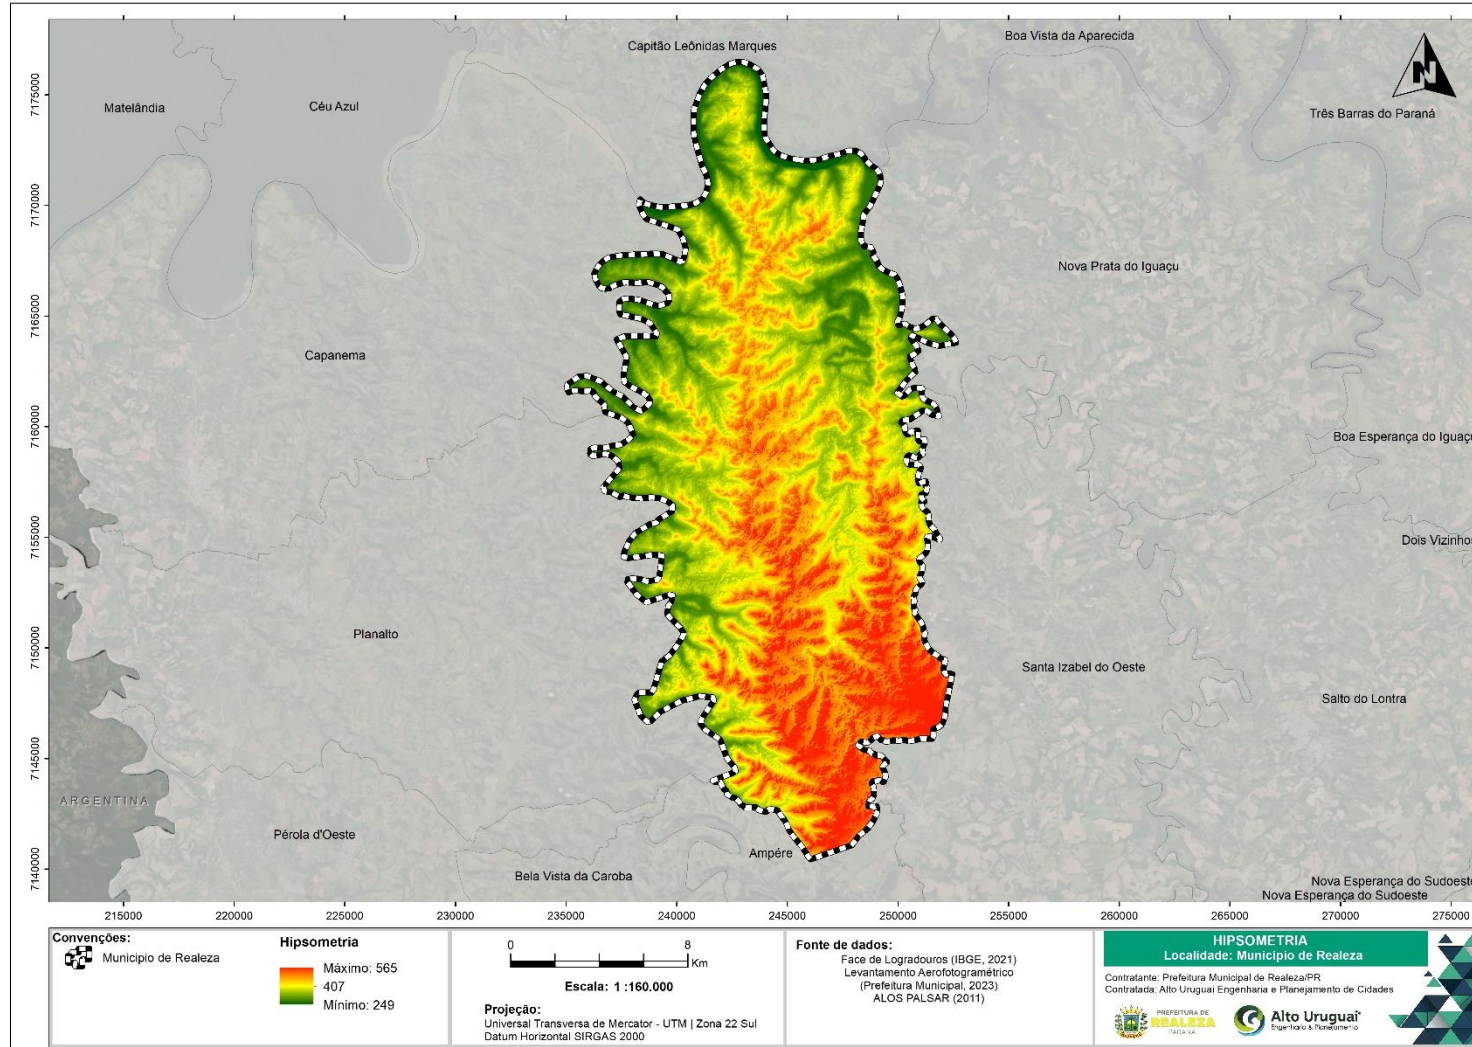 Capitão Leônidas Marques
Boa Vista da Aparecida
N
Matelândia
Céu Azul
Três Barras do Paraná
Nova Prata do Iguaçu
Capanema
Boa Esperança do Iguaçu
Dois Vizinhos
Planalto
Santa Izabel do Oeste
Salto do Lontra
ARGENTINA
Pérola d'Oeste
Ampére
Bela Vista da Caroba
Nova Esperança do Sudoeste
Nova Esperança do Sudoeste
7175000
7170000
7165000
7160000
7155000
7150000
7145000
7140000
215000 220000 225000 230000 235000 240000 245000 250000 255000 260000 265000 270000 275000
Convenções:
Municipio de Realeza
Hipsometria
Máximo: 565
407
Mínimo: 249
0 8
Km
Escala: 1 :160.000
Projeção:
Universal Transversa de Mercator - UTM | Zona 22 Sul
Datum Horizontal SIRGAS 2000
Fonte de dados:
Face de Logradouros (IBGE, 2021)
Levantamento Aerofotogramétrico
(Prefeitura Municipal, 2023)
ALOS PALSAR (2011)
HIPSOMETRIA
Localidade: Município de Realeza
Contratante: Prefeitura Municipal de Realeza/PR
Contratada: Alto Uruguai Engenharia e Planejamento de Cidades
PREFEITURA DE
REALEZA
PARANÁ
Alto Uruguai
Engenharia & Planejamento